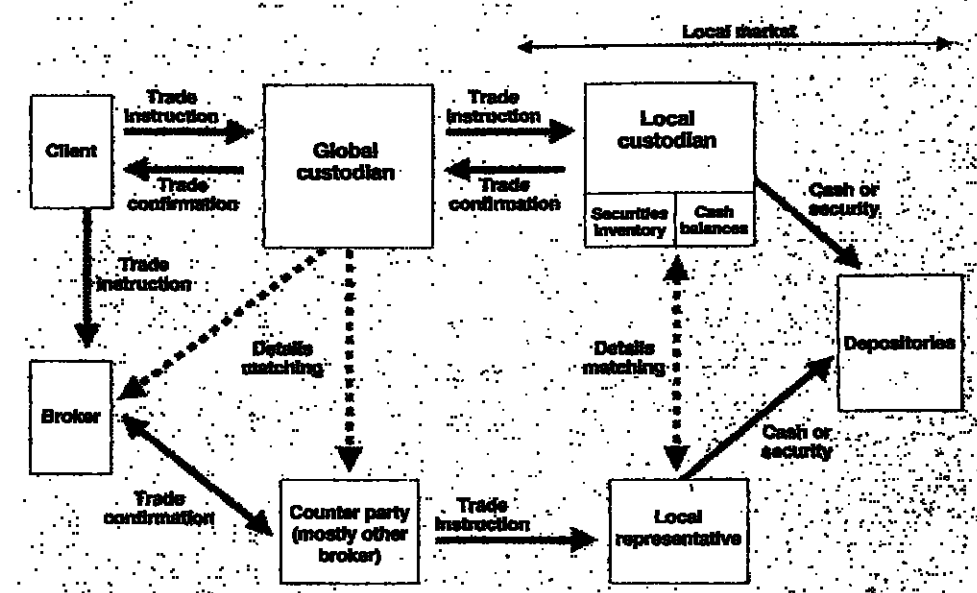 Local market
Trade
instruction
Trade
instruction
Client
Global
custodian
Local
custodian
Trade
confirmation
Trade
confirmation
Cash or
security
Securities
inventory
Cash
balances
Trade
instruction
Details
matching
Details
matching
Depositories
Broker
Cash or
security
Trade
confirmation
Counter party
(mostly other
broker)
Trade
instruction
Local
representative